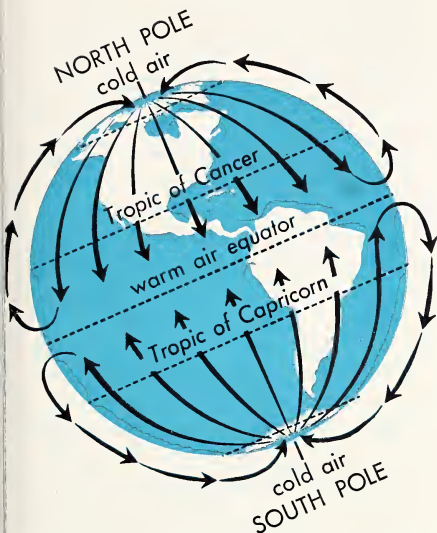 NORTH POLE
cold air
Tropic of Cancer
warm air equator
Tropic of Capricorn
cold air
SOUTH POLE